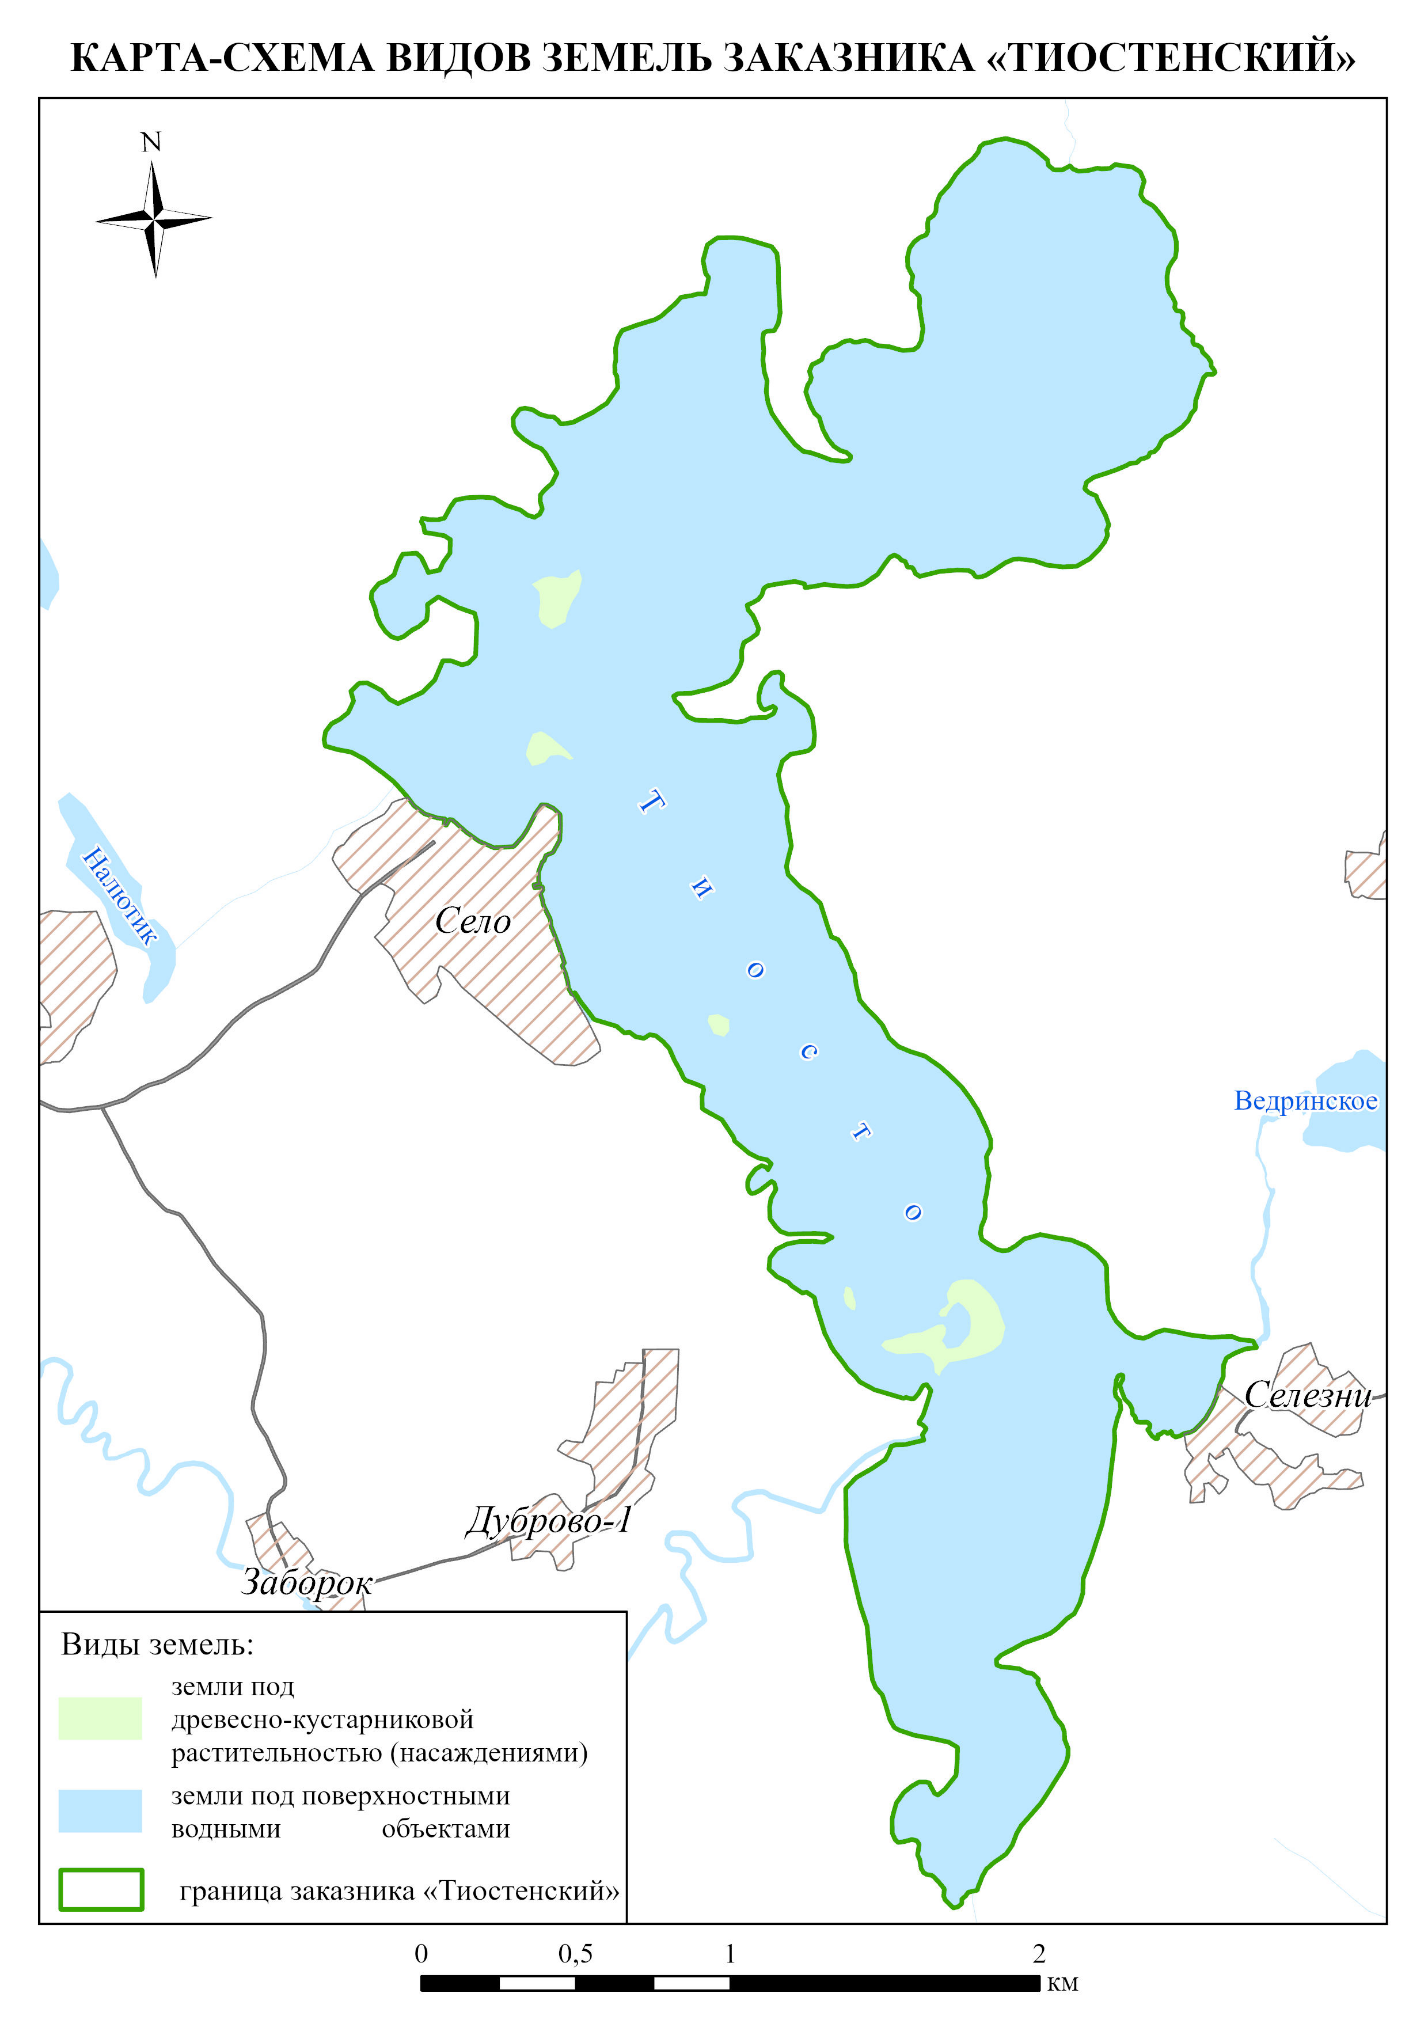 КАРТА-СХЕМА ВИДОВ ЗЕМЕЛЬ ЗАКАЗНИКА «ТИОСТЕНСКИЙ»
N
Тиосто
Налютик
Село
Ведринское
Селезни
Дуброво-1
Заборок
Виды земель:
земли под
древесно-кустарниковой
растительностью (насаждениями)
земли под поверхностными
водными объектами
граница заказника «Тиостенский»
0 0,5 1 2
км